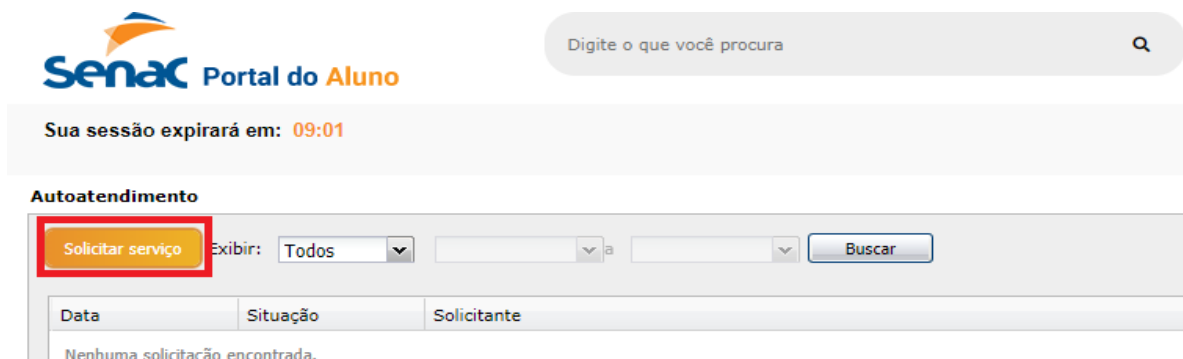 Senac Portal do Aluno
Digite o que você procura
Sua sessão expirará em: 09:01
Autoatendimento
Solicitar serviço Exibir: Todos a Buscar
Data Situação Solicitante
Nenhuma solicitação encontrada.